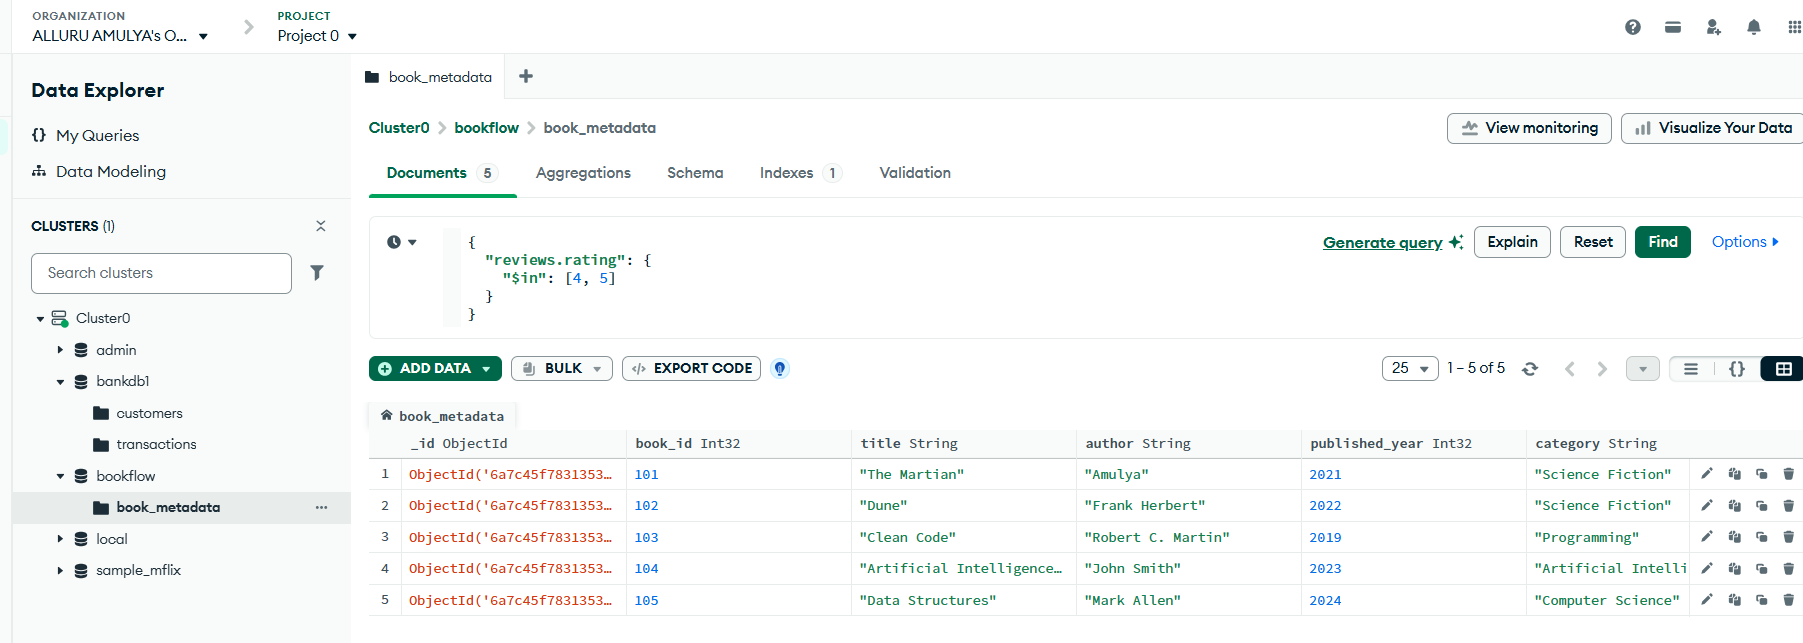 ORGANIZATION
ALLURU AMULYA's O...
PROJECT
Project 0
Data Explorer
My Queries
Data Modeling
CLUSTERS (1)
Search clusters
Cluster0
admin
bankdb1
customers
transactions
bookflow
book_metadata
local
sample_mflix
book_metadata
Cluster0 > bookflow > book_metadata
View monitoring
Visualize Your Data
Documents 5 Aggregations Schema Indexes 1 Validation
{
"reviews.rating": {
"$in": [4, 5]
}
}
Generate query Explain Reset Find Options
ADD DATA BULK EXPORT CODE
25 1 – 5 of 5
book_metadata
_id ObjectId book_id Int32 title String author String published_year Int32 category String
1 ObjectId('6a7c45f7831353... 101 "The Martian" "Amulya" 2021 "Science Fiction"
2 ObjectId('6a7c45f7831353... 102 "Dune" "Frank Herbert" 2022 "Science Fiction"
3 ObjectId('6a7c45f7831353... 103 "Clean Code" "Robert C. Martin" 2019 "Programming"
4 ObjectId('6a7c45f7831353... 104 "Artificial Intelligence... "John Smith" 2023 "Artificial Intelli
5 ObjectId('6a7c45f7831353... 105 "Data Structures" "Mark Allen" 2024 "Computer Science"